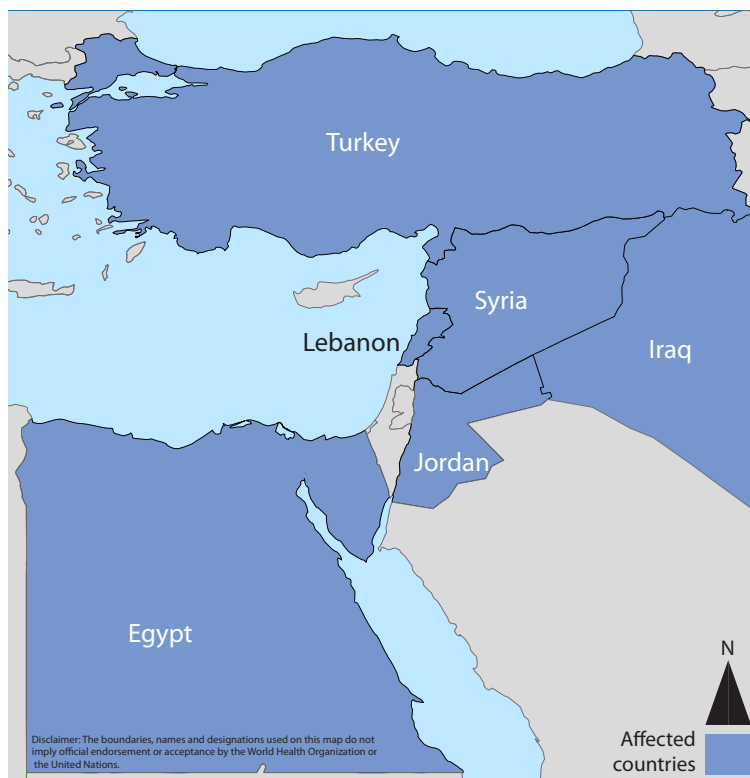 Turkey
Syria
Lebanon
Iraq
Jordan
Egypt
N
Disclaimer: The boundaries, names and designations used on this map do not
imply official endorsement or acceptance by the World Health Organization or
the United Nations.
Affected
countries